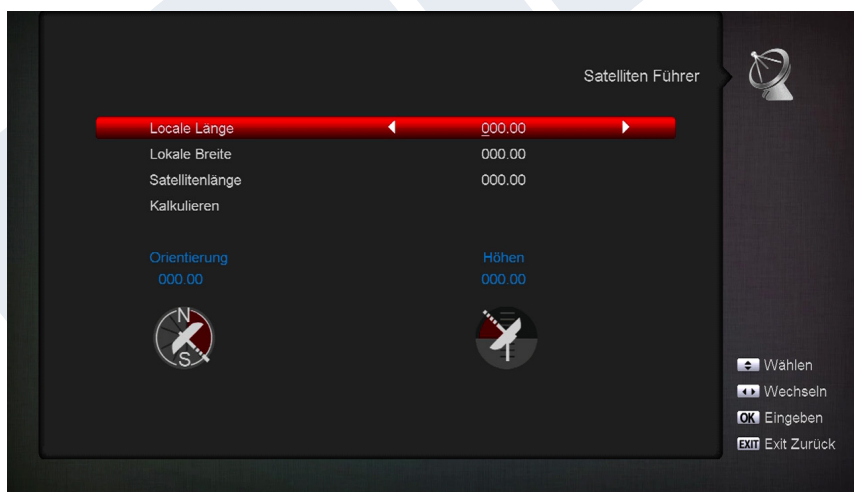 Satelliten Führer
Locale Länge 000.00
Lokale Breite 000.00
Satellitenlänge 000.00
Kalkulieren
Orientierung Höhen
000.00 000.00
N
S
Wählen
Wechseln
OK Eingeben
EXIT Exit Zurück